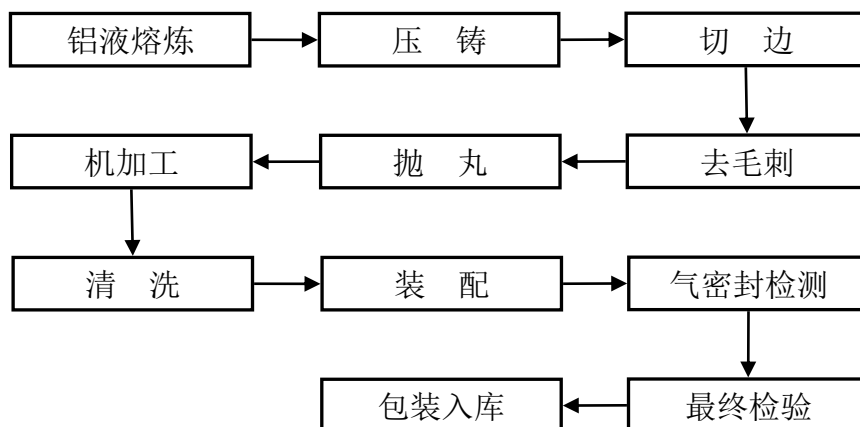 铝液熔炼
压 铸
切 边
去毛刺
抛 丸
机加工
清 洗
装 配
气密封检测
最终检验
包装入库